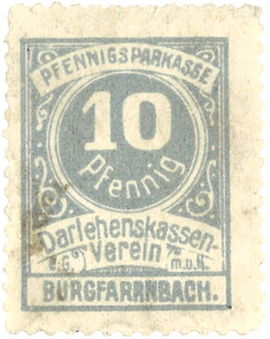 PFENNIGSPARKASSE
10
Pfennig
Darlehenskassen-
e.G. Verein m.u.H.
BURGFARRNBACH.